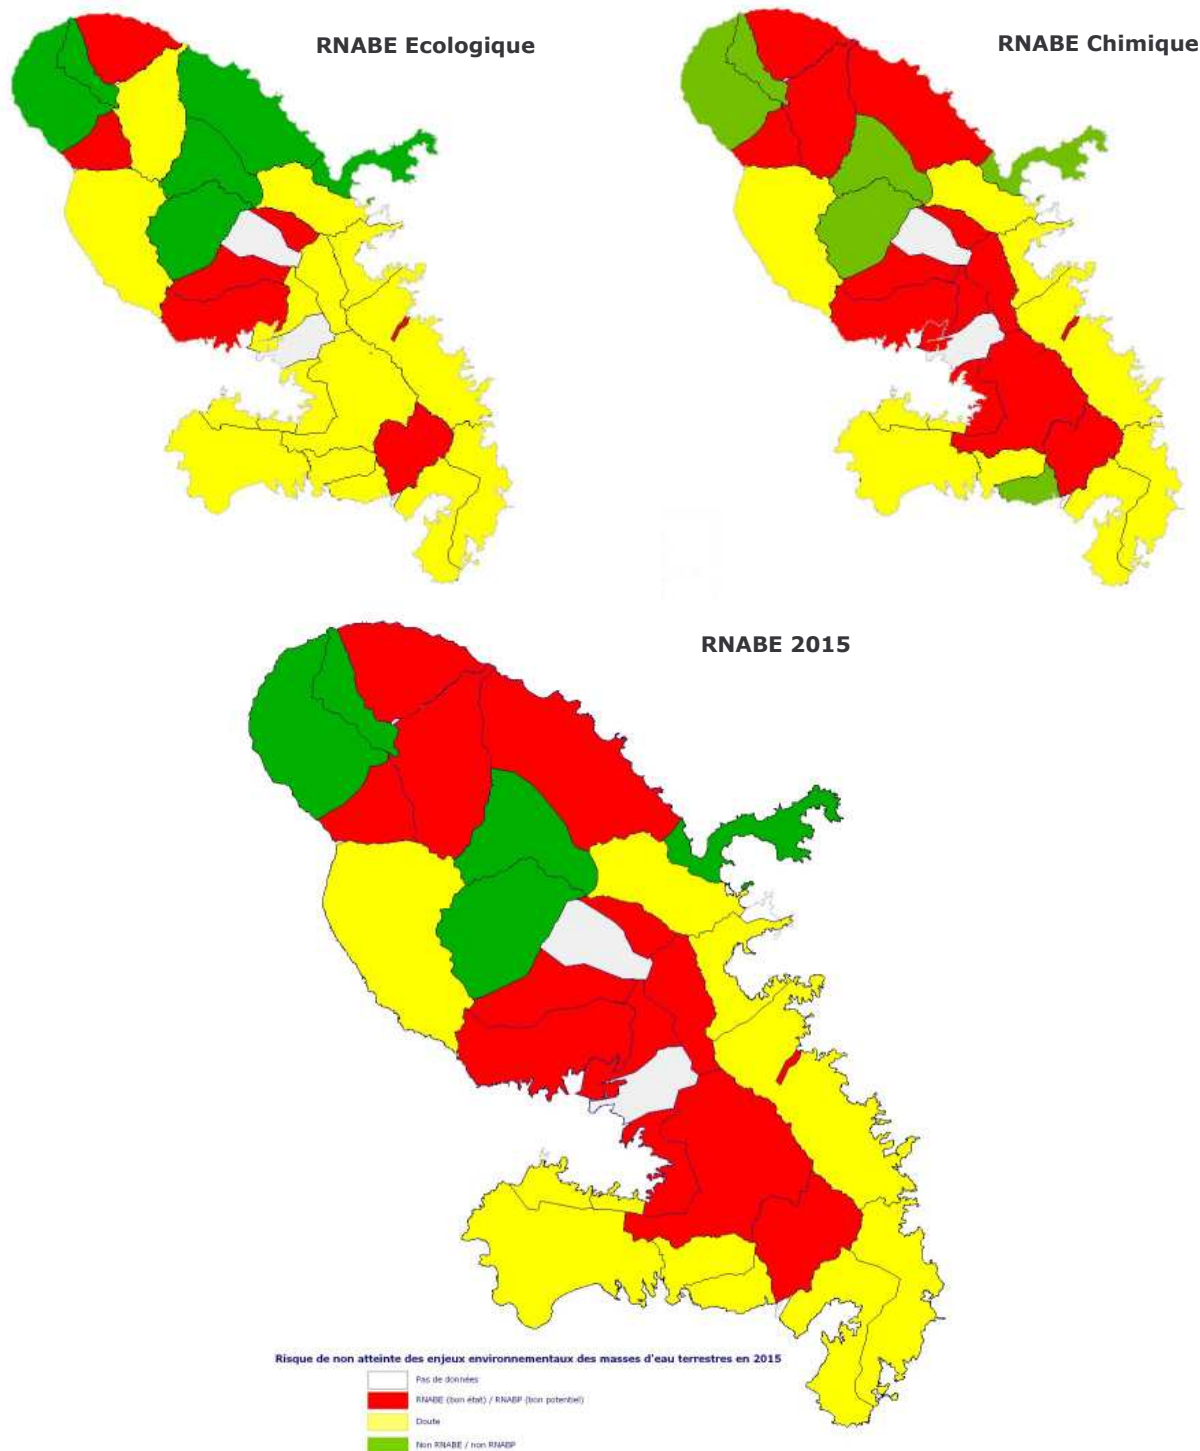 RNABE Ecologique
RNABE Chimique
RNABE 2015
Risque de non atteinte des enjeux environnementaux des masses d'eau terrestres en 2015
Pas de données
RNABE (bon état) / RNABP (bon potentiel)
Doute
Non RNABE / non RNABP